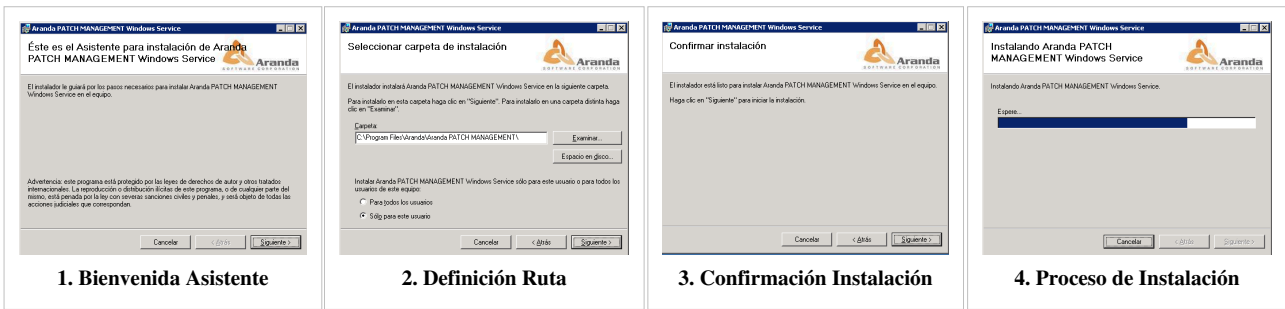 Aranda PATCH MANAGEMENT Windows Service
Éste es el Asistente para instalación de Aranda
PATCH MANAGEMENT Windows Service
Aranda
SOFTWARE CORPORATION
El instalador le guiará por los pasos necesarios para instalar Aranda PATCH MANAGEMENT
Windows Service en el equipo.
Advertencia: este programa está protegido por las leyes de derechos de autor y otros tratados
internacionales. La reproducción o distribución ilícitas de este programa, o de cualquier parte del
mismo, está penada por la ley con severas sanciones civiles y penales, y será objeto de todas las
acciones judiciales que correspondan.
Cancelar
< Atrás
Siguiente >
1. Bienvenida Asistente
Aranda PATCH MANAGEMENT Windows Service
Seleccionar carpeta de instalación
Aranda
SOFTWARE CORPORATION
El instalador instalará Aranda PATCH MANAGEMENT Windows Service en la siguiente carpeta.
Para instalarlo en esta carpeta haga clic en "Siguiente". Para instalarlo en una carpeta distinta haga
clic en "Examinar".
Carpeta:
C:\Program Files\Aranda\Aranda PATCH MANAGEMENT\
Examinar...
Espacio en disco...
Instalar Aranda PATCH MANAGEMENT Windows Service sólo para este usuario o para todos los
usuarios de este equipo:
Para todos los usuarios
Sólo para este usuario
Cancelar
< Atrás
Siguiente >
2. Definición Ruta
Aranda PATCH MANAGEMENT Windows Service
Confirmar instalación
Aranda
SOFTWARE CORPORATION
El instalador está listo para instalar Aranda PATCH MANAGEMENT Windows Service en el equipo.
Haga clic en "Siguiente" para iniciar la instalación.
Cancelar
< Atrás
Siguiente >
3. Confirmación Instalación
Aranda PATCH MANAGEMENT Windows Service
Instalando Aranda PATCH
MANAGEMENT Windows Service
Aranda
SOFTWARE CORPORATION
Instalando Aranda PATCH MANAGEMENT Windows Service.
Espere...
Cancelar
< Atrás
Siguiente >
4. Proceso de Instalación